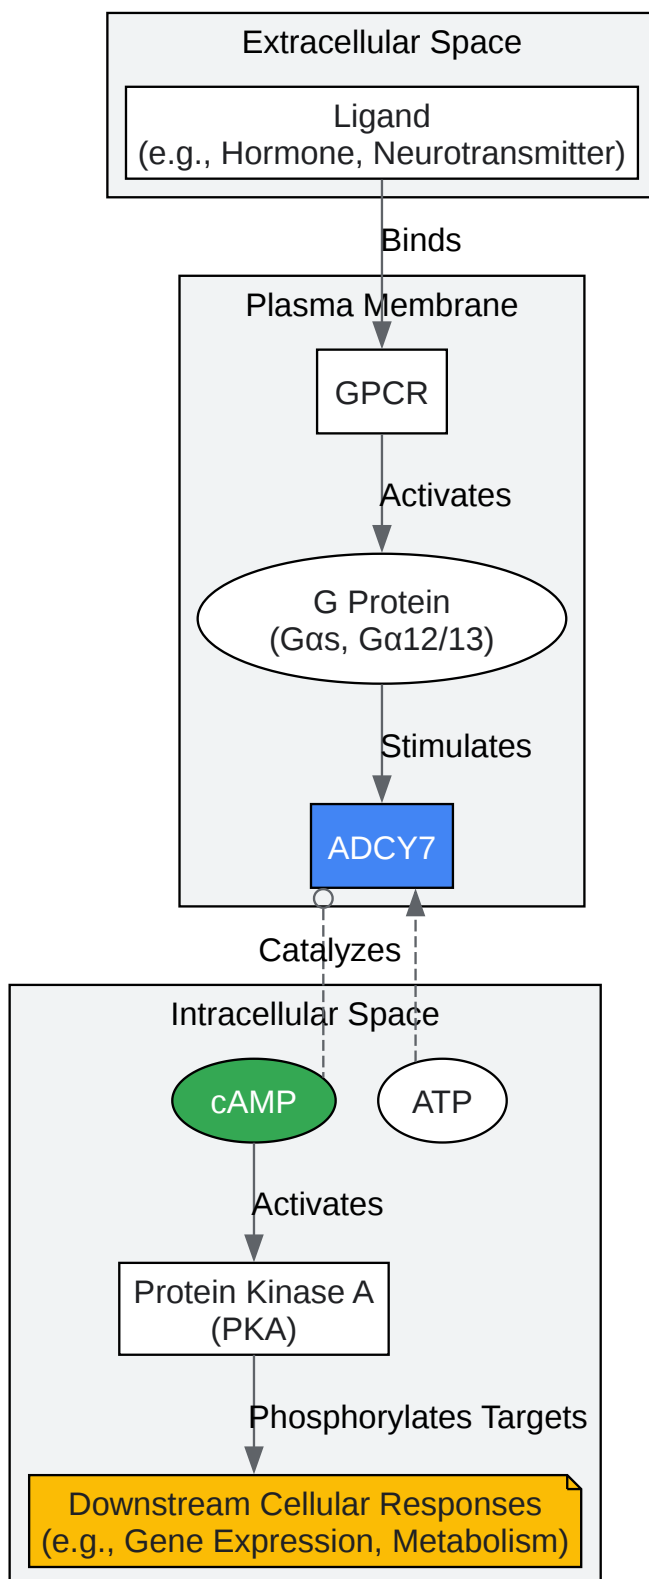 Extracellular Space
Ligand
(e.g., Hormone, Neurotransmitter)
Binds
Plasma Membrane
GPCR
Activates
G Protein
(Gαs, Gα12/13)
Stimulates
ADCY7
Catalyzes
Intracellular Space
cAMP
ATP
Activates
Protein Kinase A
(PKA)
Phosphorylates Targets
Downstream Cellular Responses
(e.g., Gene Expression, Metabolism)